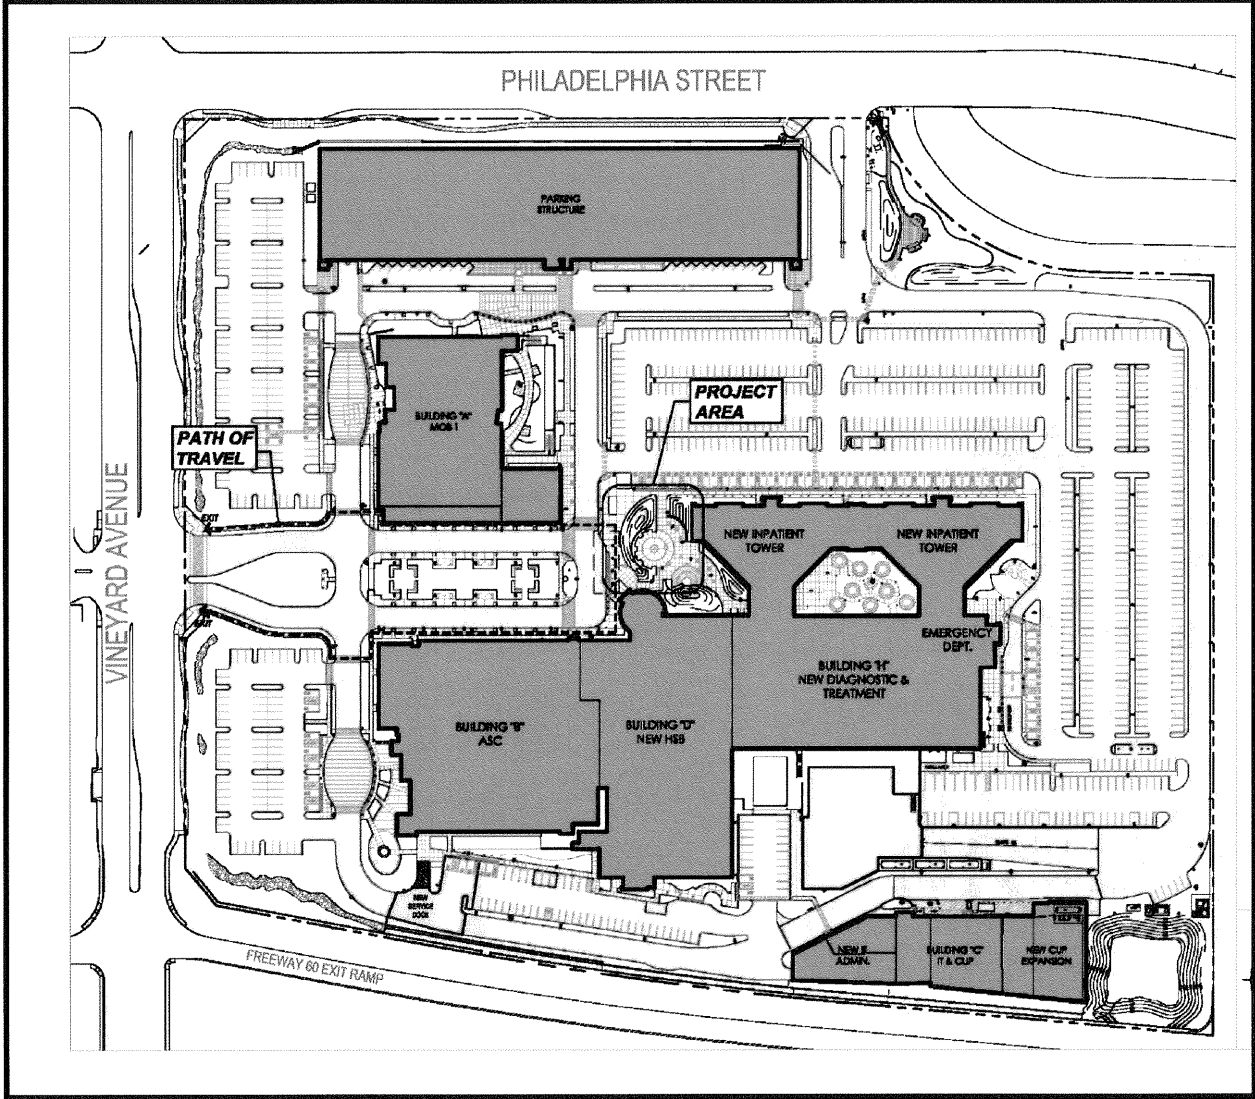 PHILADELPHIA STREET
PARKING
STRUCTURE
PROJECT
AREA
BUILDING "A"
MOB 1
PATH OF
TRAVEL
VINEYARD AVENUE
EXIT
NEW INPATIENT
TOWER
NEW INPATIENT
TOWER
EXIT
EMERGENCY
DEPT.
BUILDING "H"
NEW DIAGNOSTIC &
TREATMENT
BUILDING "B"
ASC
BUILDING "D"
NEW HSB
NEW
SERVICE
DOCK
FREEWAY 60 EXIT RAMP
ADMIN.
BUILDING "C"
IT & CUP
NEW CUP
EXPANSION